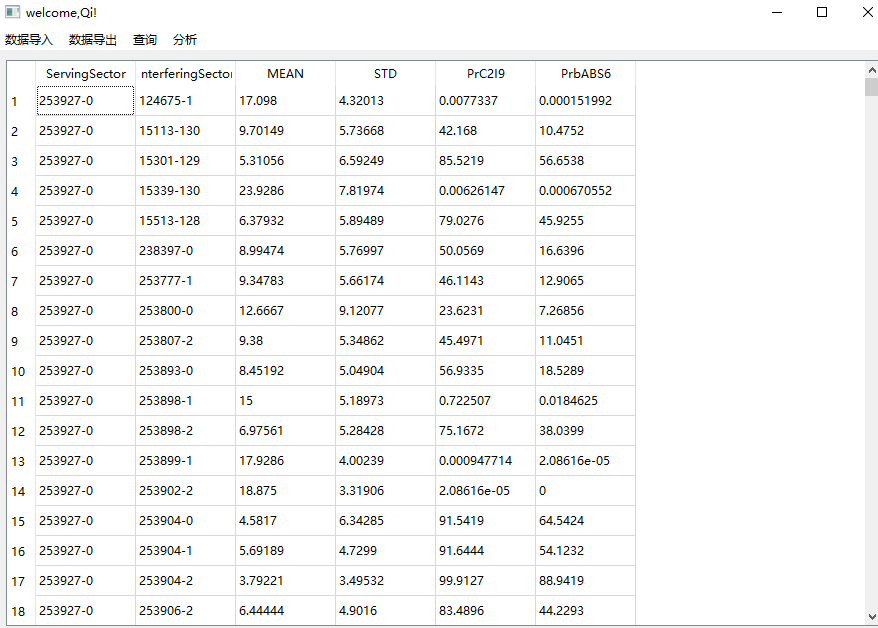 welcome,Qi!
数据导入 数据导出 查询 分析
ServingSector nterferingSector MEAN STD PrC2I9 PrbABS6
1 253927-0 124675-1 17.098 4.32013 0.0077337 0.000151992
2 253927-0 15113-130 9.70149 5.73668 42.168 10.4752
3 253927-0 15301-129 5.31056 6.59249 85.5219 56.6538
4 253927-0 15339-130 23.9286 7.81974 0.00626147 0.000670552
5 253927-0 15513-128 6.37932 5.89489 79.0276 45.9255
6 253927-0 238397-0 8.99474 5.76997 50.0569 16.6396
7 253927-0 253777-1 9.34783 5.66174 46.1143 12.9065
8 253927-0 253800-0 12.6667 9.12077 23.6231 7.26856
9 253927-0 253807-2 9.38 5.34862 45.4971 11.0451
10 253927-0 253893-0 8.45192 5.04904 56.9335 18.5289
11 253927-0 253898-1 15 5.18973 0.722507 0.0184625
12 253927-0 253898-2 6.97561 5.28428 75.1672 38.0399
13 253927-0 253899-1 17.9286 4.00239 0.000947714 2.08616e-05
14 253927-0 253902-2 18.875 3.31906 2.08616e-05 0
15 253927-0 253904-0 4.5817 6.34285 91.5419 64.5424
16 253927-0 253904-1 5.69189 4.7299 91.6444 54.1232
17 253927-0 253904-2 3.79221 3.49532 99.9127 88.9419
18 253927-0 253906-2 6.44444 4.9016 83.4896 44.2293